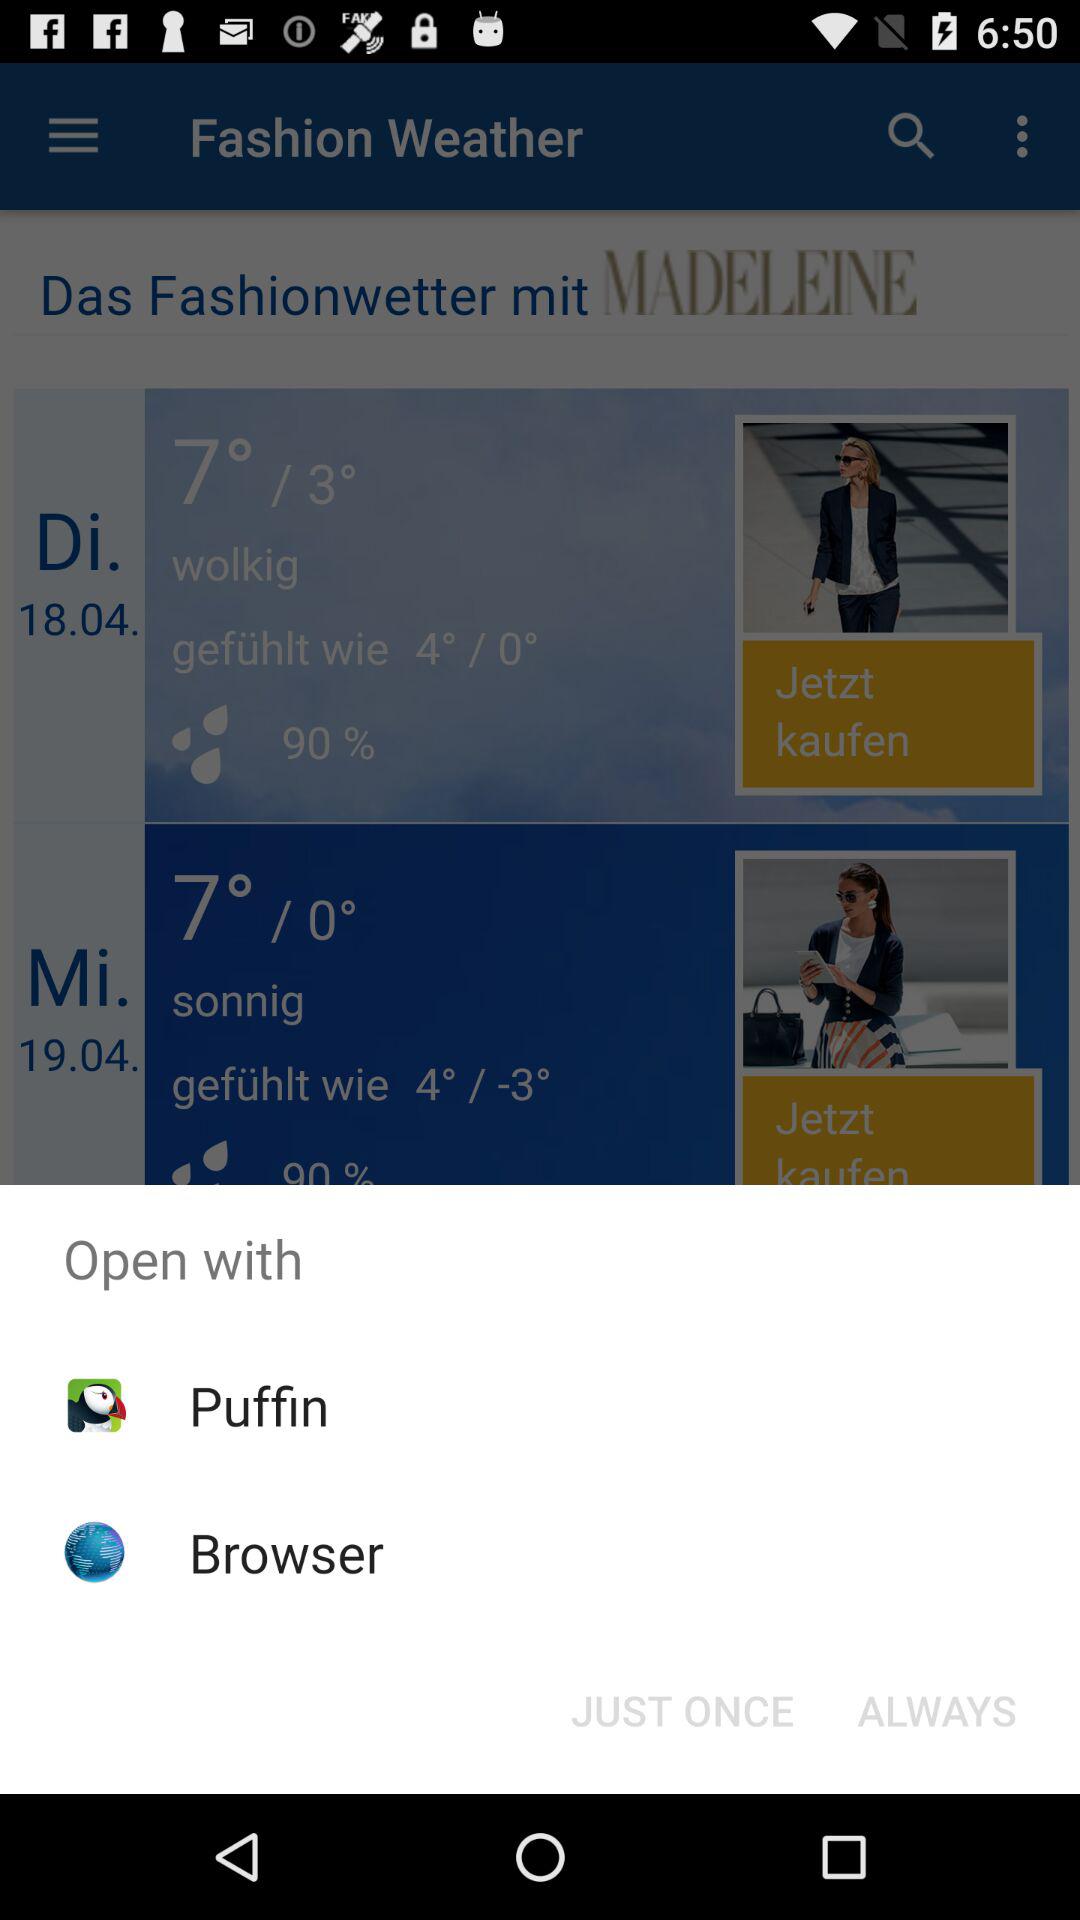 FAKE
6:50
Fashion Weather
Das Fashionwetter mit MADELEINE
Di.
18.04.
7° / 3°
wolkig
gefühlt wie 4° / 0°
90 %
Jetzt
kaufen
Mi.
19.04.
7° / 0°
sonnig
gefühlt wie 4° / -3°
90 %
Jetzt
kaufen
Open with
Puffin
Browser
JUST ONCE ALWAYS